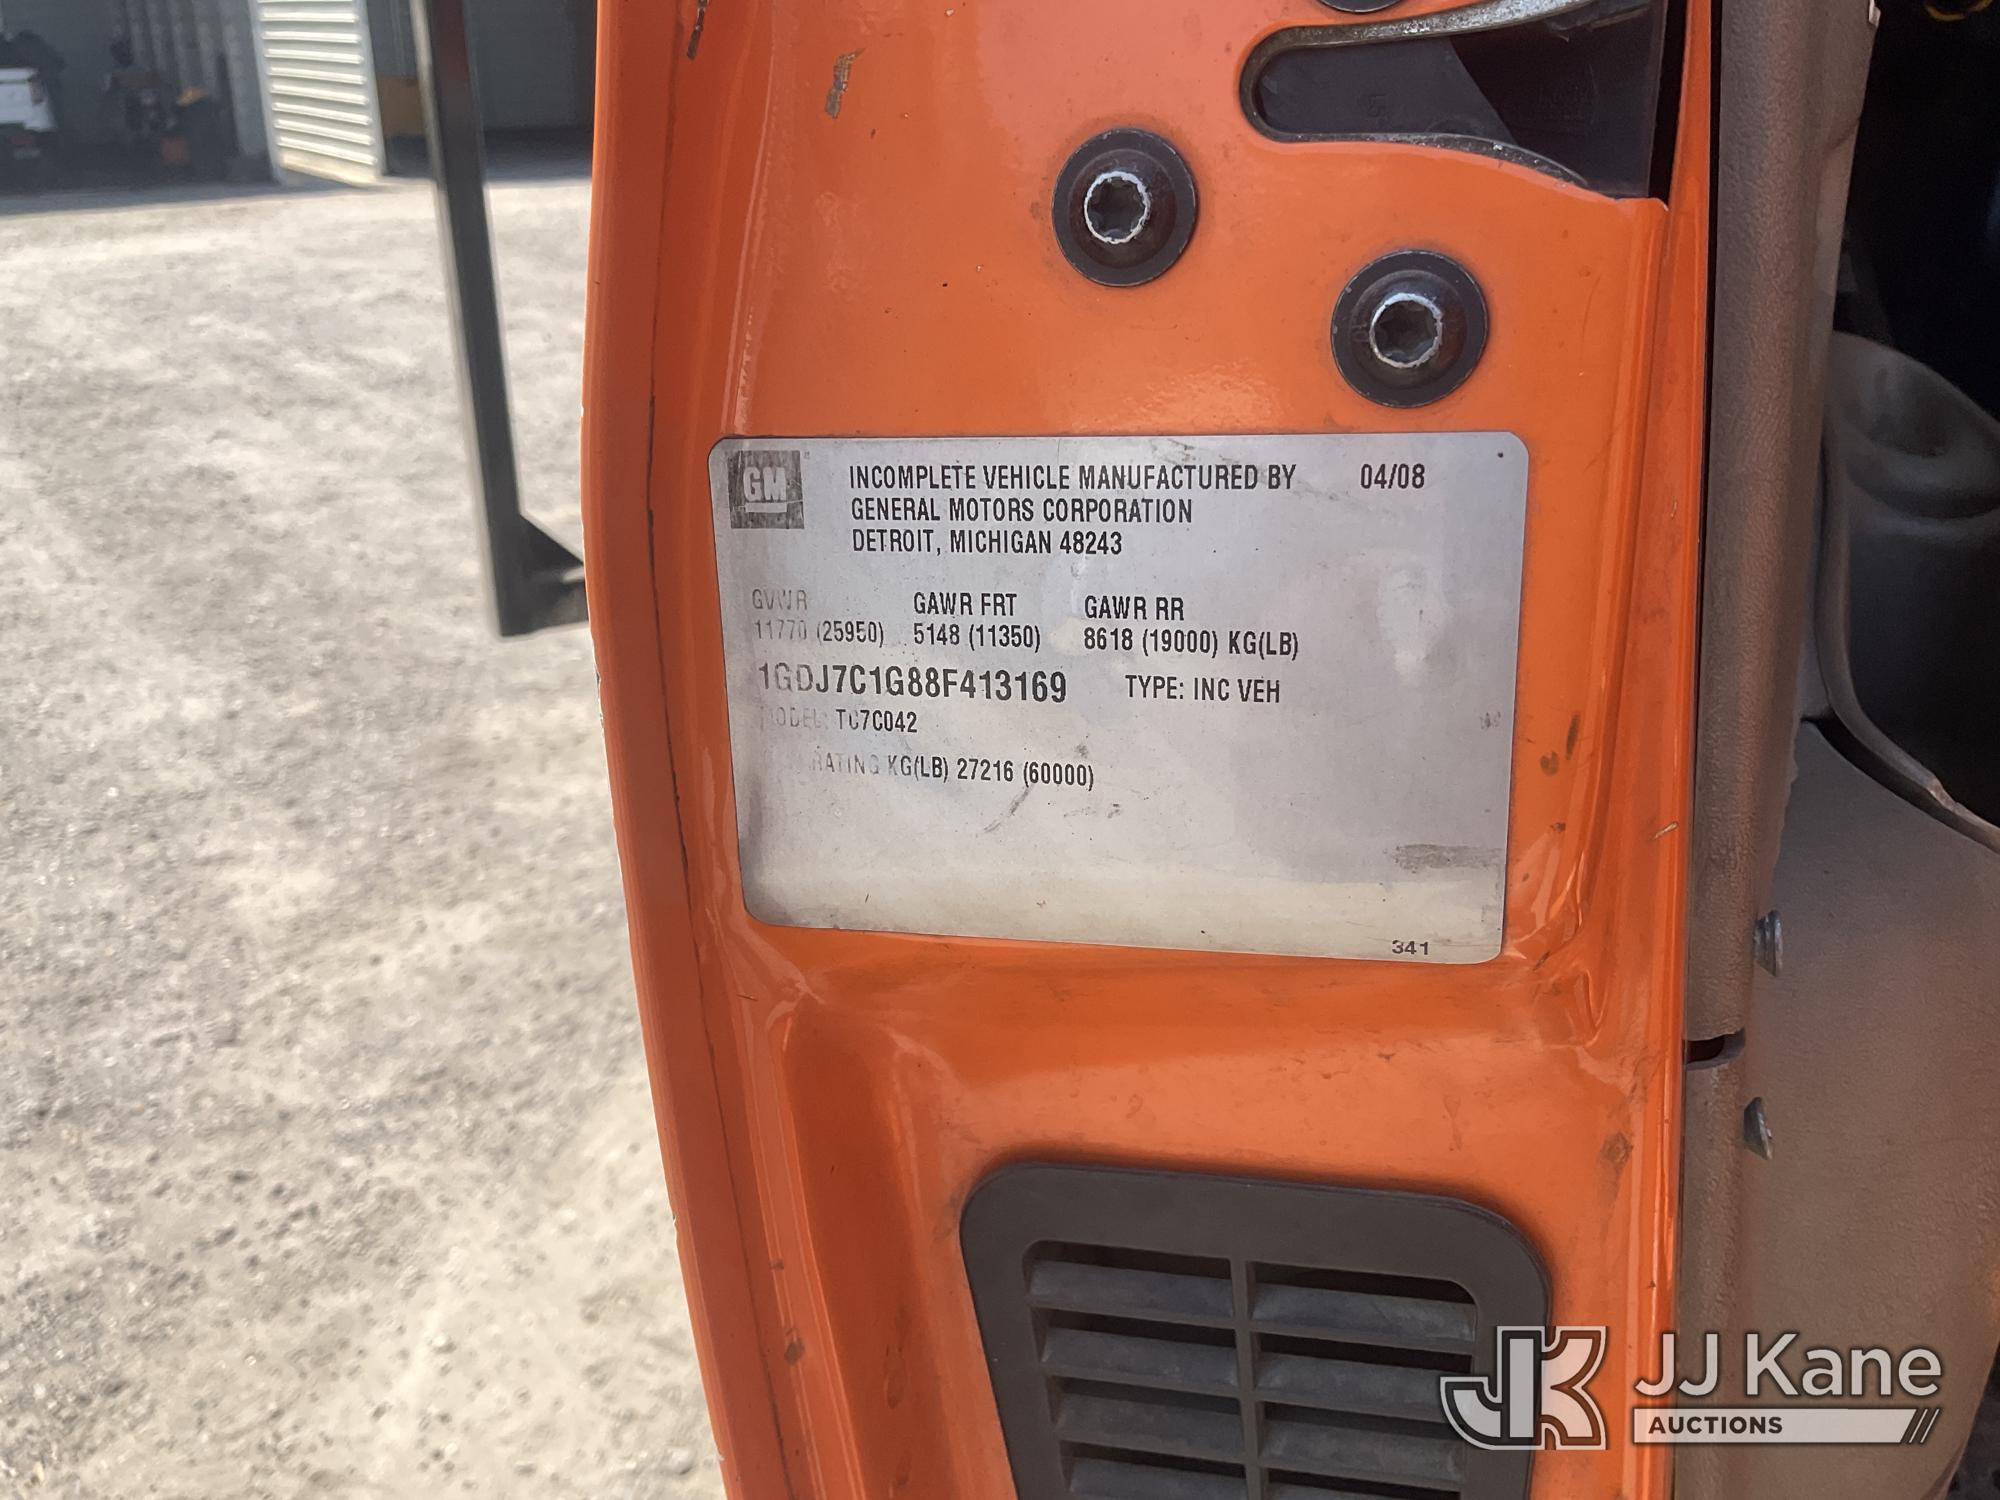 GM
INCOMPLETE VEHICLE MANUFACTURED BY 04/08
GENERAL MOTORS CORPORATION
DETROIT, MICHIGAN 48243
GVWR GAWR FRT GAWR RR
11770 (25950) 5148 (11350) 8618 (19000) KG(LB)
1GDJ7C1G88F413169 TYPE: INC VEH
MODEL: TC7C042
RATING KG(LB) 27216 (60000)
341
JK JJ Kane
AUCTIONS